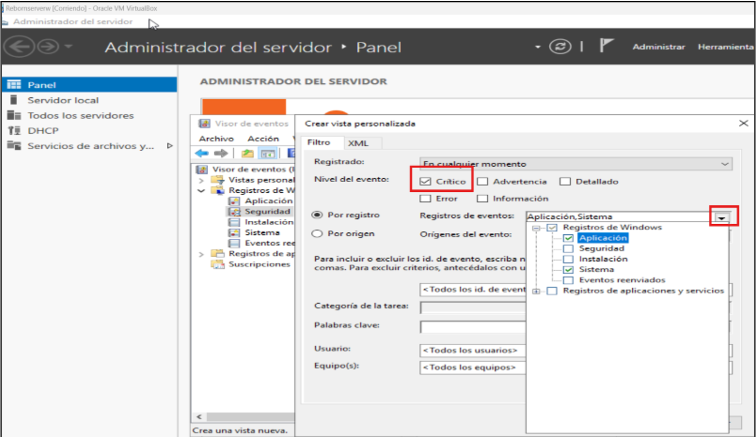 Rebornserverw [Corriendo] - Oracle VM VirtualBox
Administrador del servidor
Administrador del servidor ‣ Panel
Administrar Herramienta
Panel
Servidor local
Todos los servidores
DHCP
Servicios de archivos y...
ADMINISTRADOR DEL SERVIDOR
Visor de eventos
Archivo Acción
Visor de eventos (
Vistas personal
Registros de W
Aplicación
Seguridad
Instalación
Sistema
Eventos ree
Registros de ap
Suscripciones
Crea una vista nueva.
Crear vista personalizada
Filtro XML
Registrado: En cualquier momento
Nivel del evento: Crítico Advertencia Detallado
Error Información
Por registro Registros de eventos: Aplicación,Sistema
Por origen Orígenes del evento:
Registros de Windows
Aplicación
Seguridad
Instalación
Sistema
Eventos reenviados
Registros de aplicaciones y servicios
Para incluir o excluir los id. de evento, escriba n
comas. Para excluir criterios, antecédalos con u
<Todos los id. de event
Categoría de la tarea:
Palabras clave:
Usuario: <Todos los usuarios>
Equipo(s): <Todos los equipos>